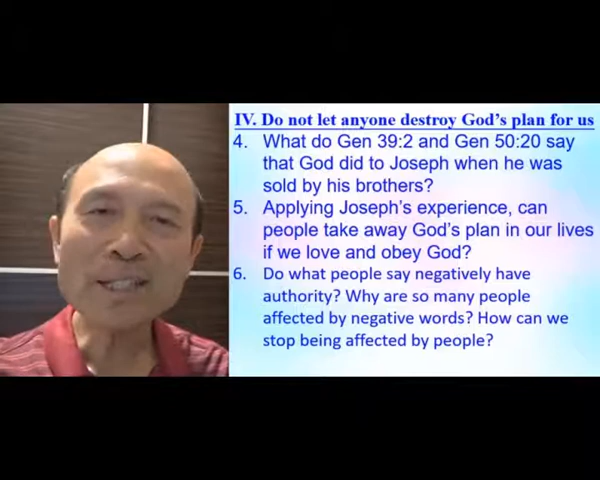 IV. Do not let anyone destroy God's plan for us
4. What do Gen 39:2 and Gen 50:20 say
that God did to Joseph when he was
sold by his brothers?
5. Applying Joseph's experience, can
people take away God's plan in our lives
if we love and obey God?
6. Do what people say negatively have
authority? Why are so many people
affected by negative words? How can we
stop being affected by people?